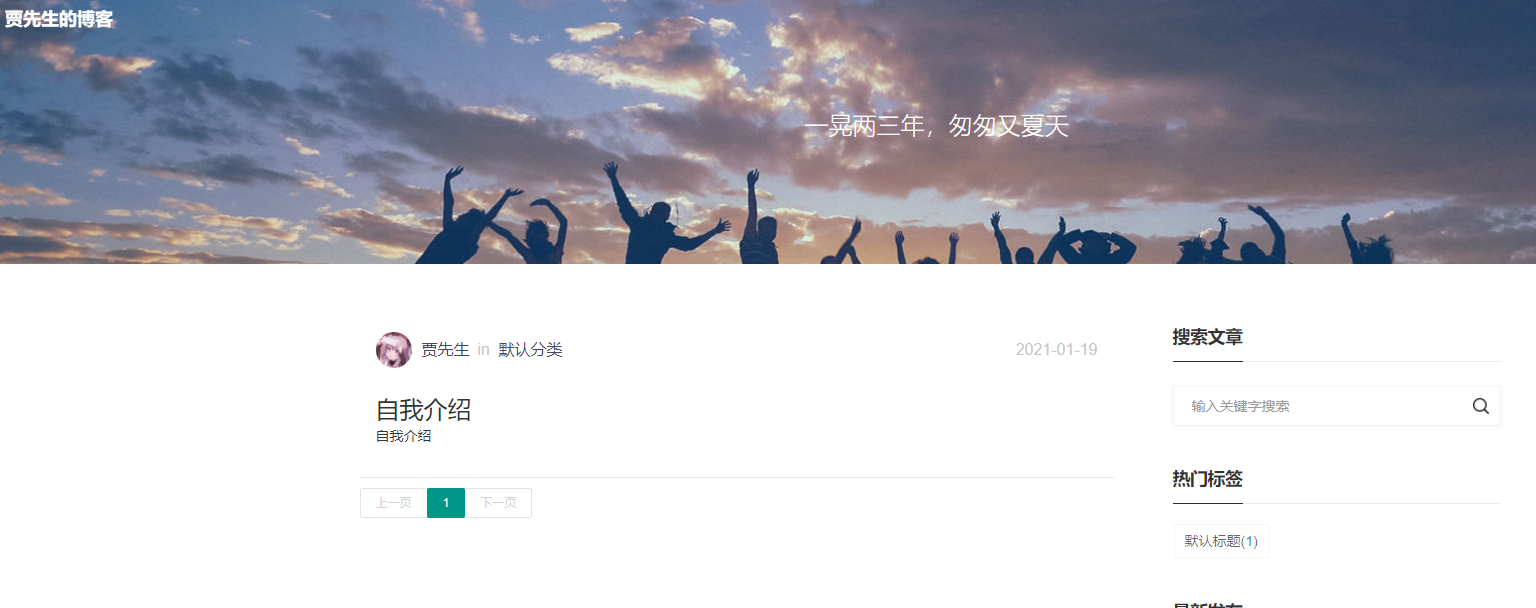 贾先生的博客
一晃两三年，匆匆又夏天
贾先生 in 默认分类
2021-01-19
自我介绍
自我介绍
上一页 1 下一页
搜索文章
输入关键字搜索
热门标签
默认标题(1)